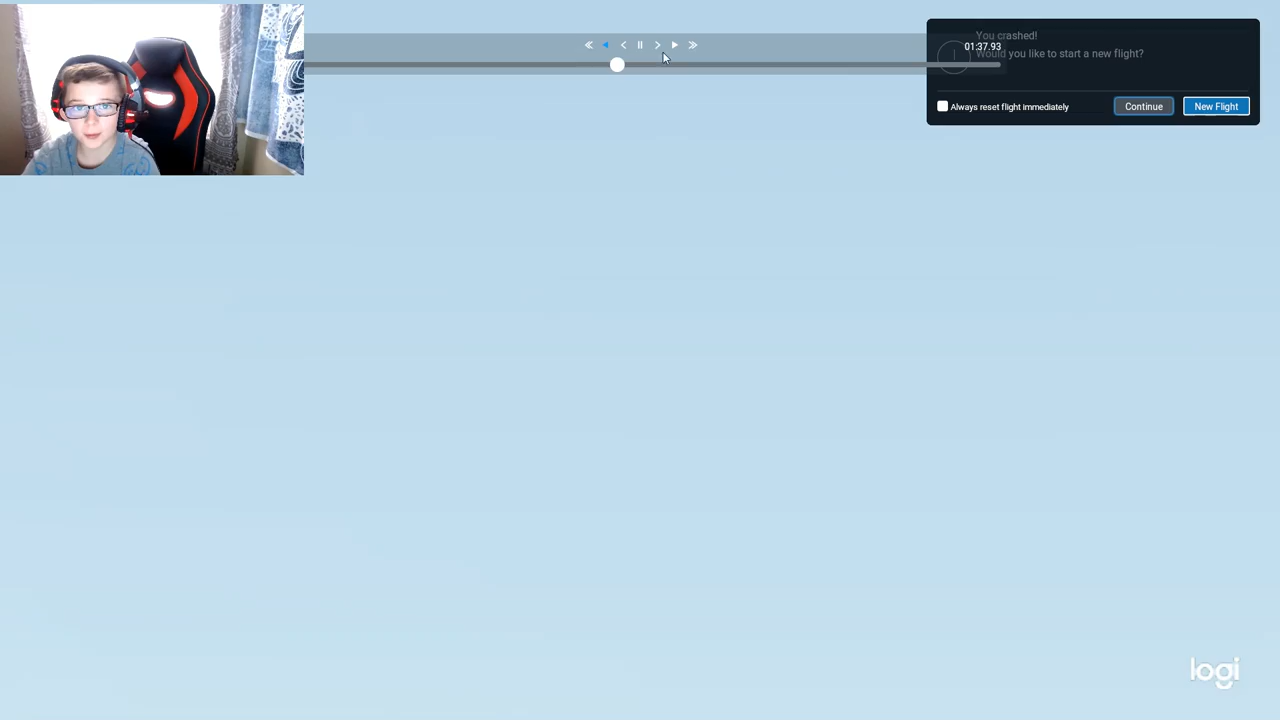 You crashed!
01:37.93
Would you like to start a new flight?
Always reset flight immediately
Continue
New Flight
logi